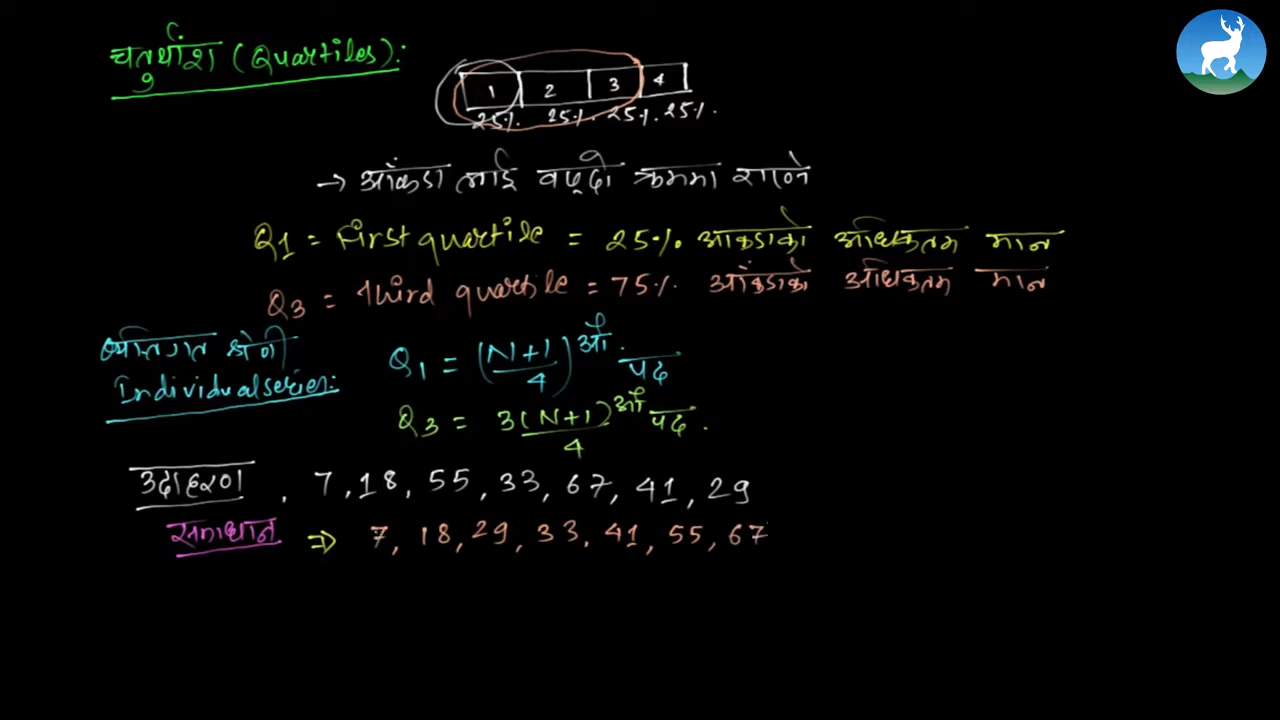 चतुर्थांश (Quartiles):
1 2 3 4
25% 25% 25% 25%
→ आंकडा लाई बढ्दो क्रममा राख्ने
Q1 = First quartile = 25% आंकडाको अधिकतम मान
Q3 = third quartile = 75% आंकडाको अधिकतम मान
व्यक्तिगत श्रेणी
Individual series:
Q1 = (N+1/4)औं पद
Q3 = 3(N+1)/4 औं पद.
उदाहरण, 7, 18, 55, 33, 67, 41, 29
समाधान ⇒ 7, 18, 29, 33, 41, 55, 67